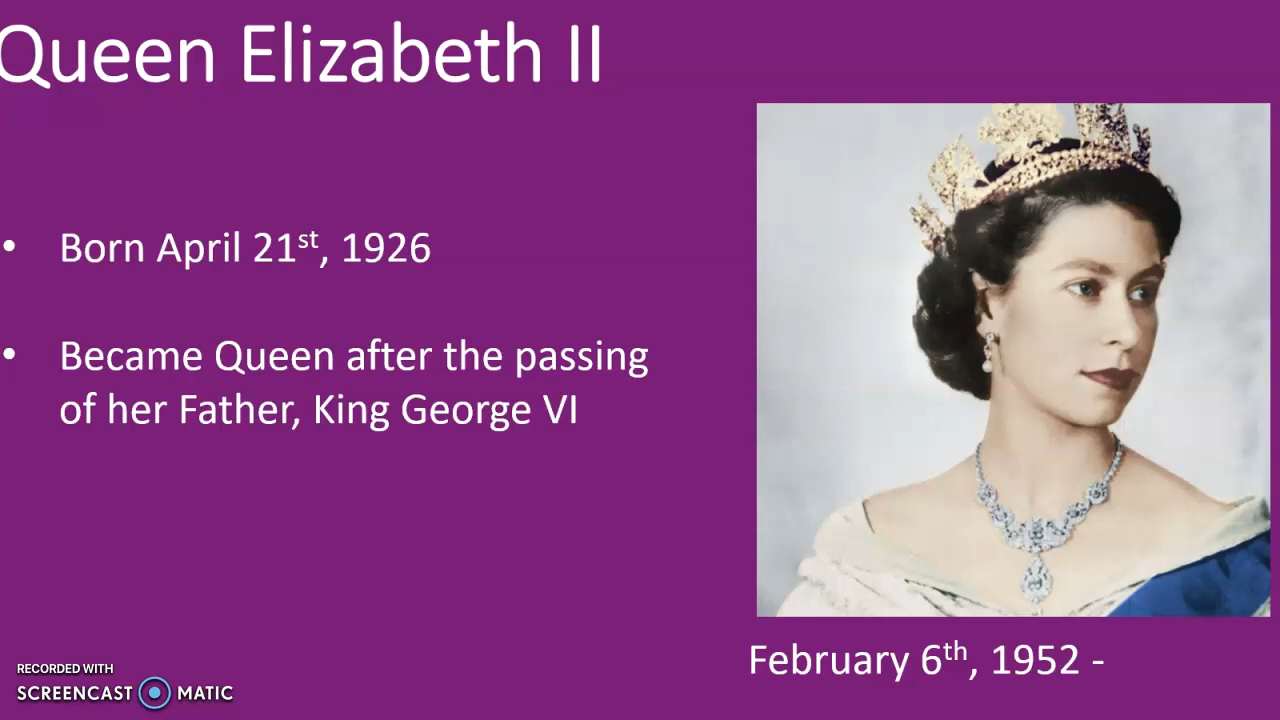 Queen Elizabeth II
• Born April 21st, 1926
• Became Queen after the passing
of her Father, King George VI
February 6th, 1952 -
RECORDED WITH
SCREENCAST MATIC